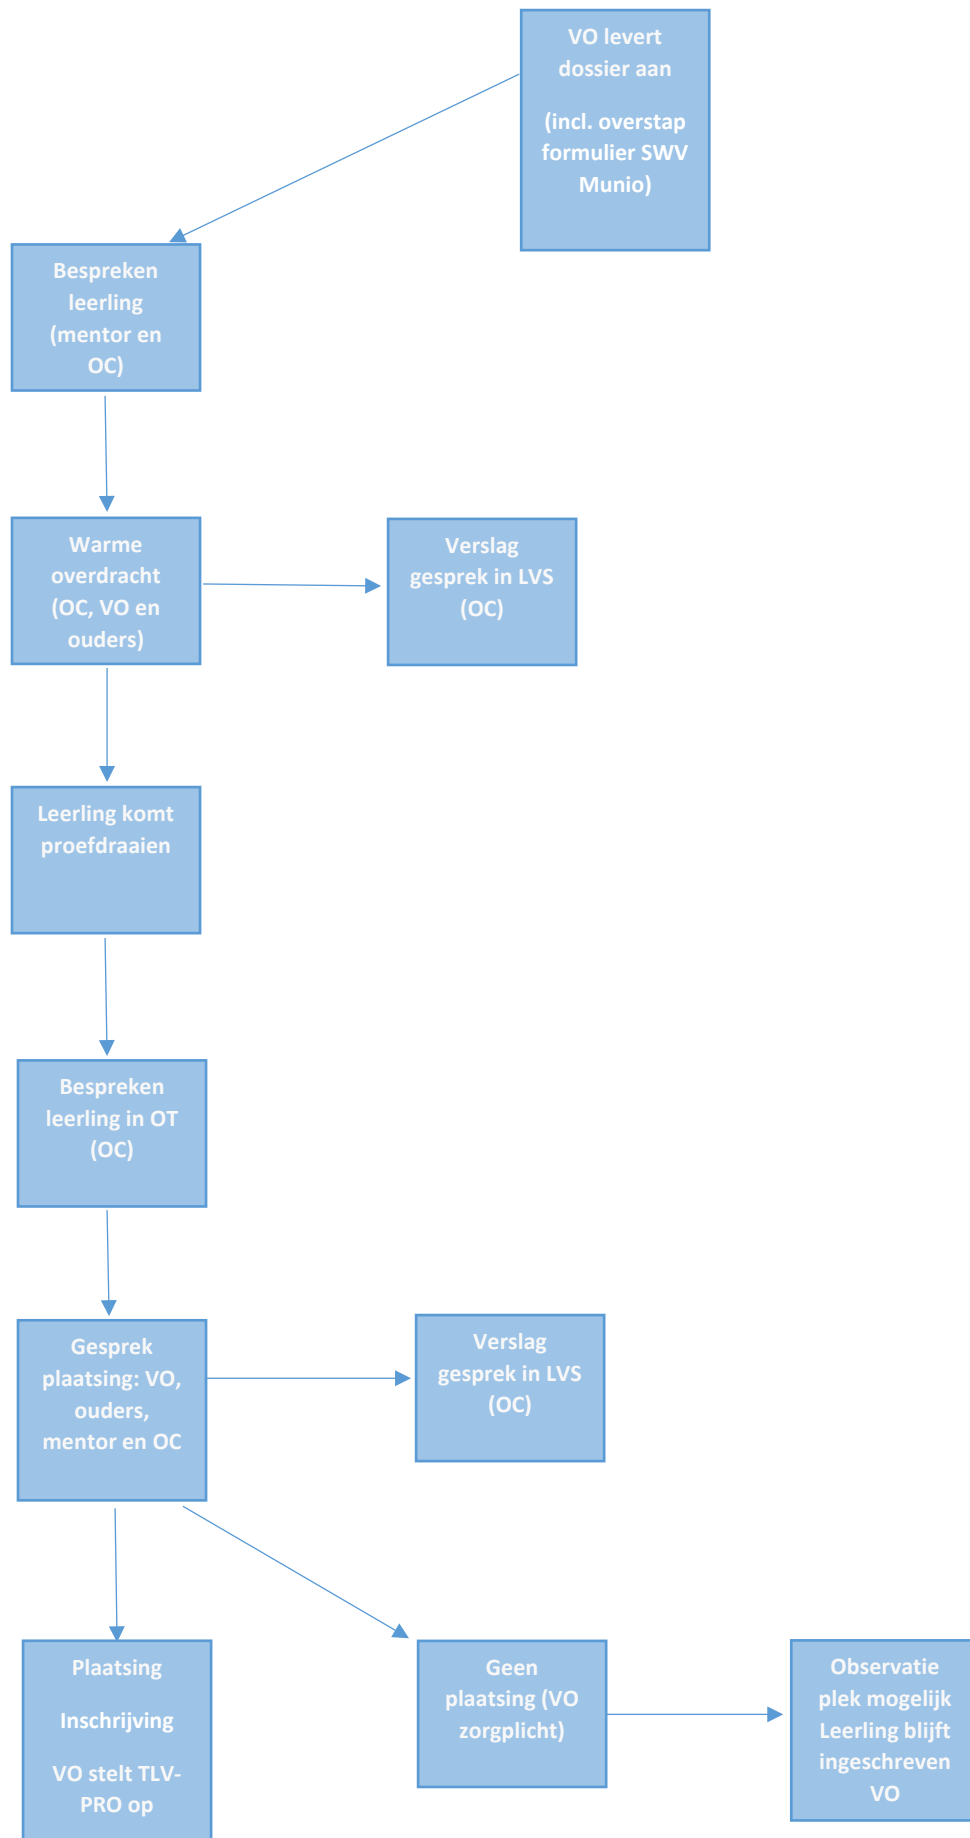 VO levert
dossier aan
(incl. overstap
formulier SWV
Munio)
Bespreken
leerling
(mentor en
OC)
Warme
overdracht
(OC, VO en
ouders)
Verslag
gesprek in LVS
(OC)
Leerling komt
proefdraaien
Bespreken
leerling in OT
(OC)
Gesprek
plaatsing: VO,
ouders,
mentor en OC
Verslag
gesprek in LVS
(OC)
Plaatsing
Inschrijving
VO stelt TLV-
PRO op
Geen
plaatsing (VO
zorgplicht)
Observatie
plek mogelijk
Leerling blijft
ingeschreven
VO